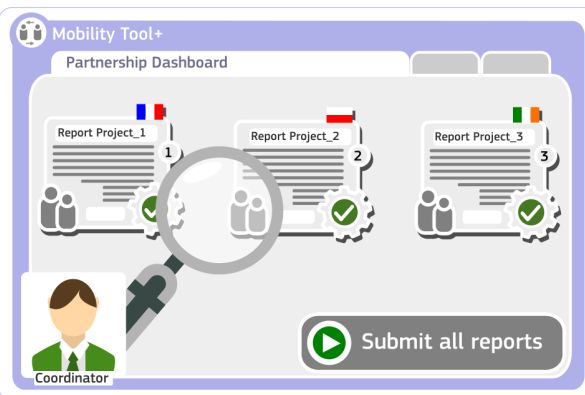 Mobility Tool+
Partnership Dashboard
Report Project_1
1
Report Project_2
2
Report Project_3
3
Coordinator
Submit all reports